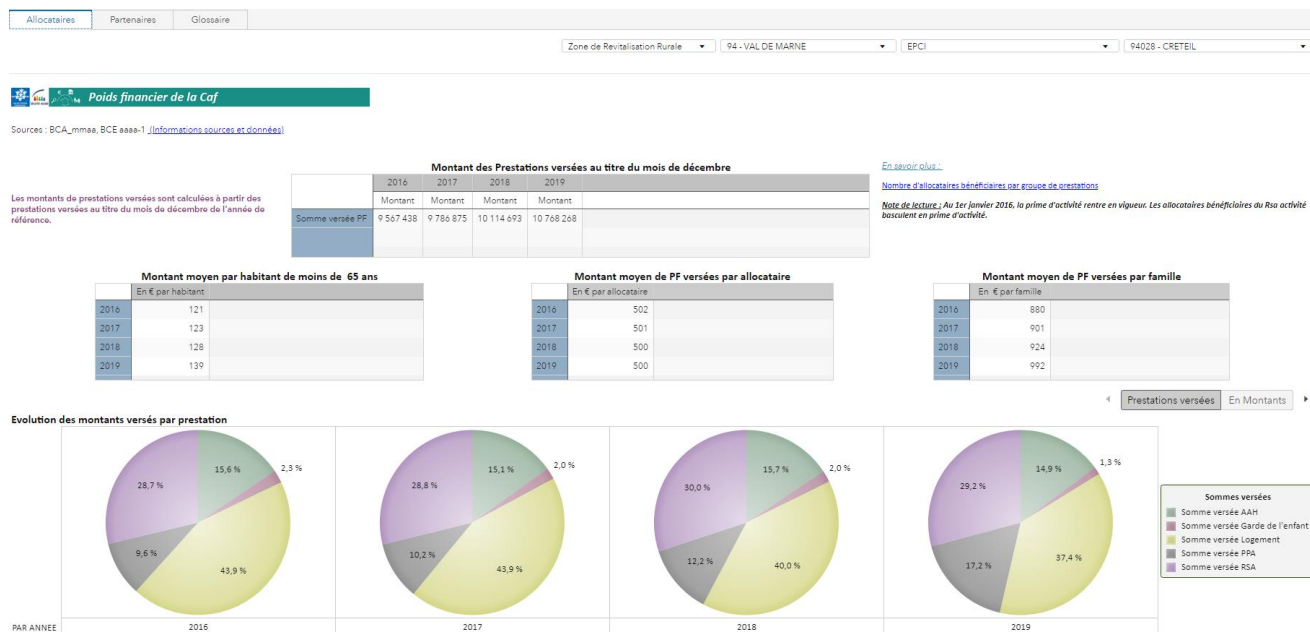 Allocataires Partenaires Glossaire
Zone de Revitalisation Rurale 94 - VAL DE MARNE EPCI 94028 - CRETEIL
Poids financier de la Caf
Sources : BCA_mmaa, BCE aaaa-1 (Informations sources et données)
Montant des Prestations versées au titre du mois de décembre
2016 2017 2018 2019
Montant Montant Montant Montant
Somme versée PF 9 567 438 9 786 875 10 114 693 10 768 268
Les montants de prestations versées sont calculées à partir des
prestations versées au titre du mois de décembre de l'année de
référence.
En savoir plus :
Nombre d'allocataires bénéficiaires par groupe de prestations
Note de lecture : Au 1er janvier 2016, la prime d'activité rentre en vigueur. Les allocataires bénéficiaires du Rsa activité
basculent en prime d'activité.
Montant moyen par habitant de moins de 65 ans
En € par habitant
2016 121
2017 123
2018 128
2019 139
Montant moyen de PF versées par allocataire
En € par allocataire
2016 502
2017 501
2018 500
2019 500
Montant moyen de PF versées par famille
En € par famille
2016 880
2017 901
2018 924
2019 992
Prestations versées En Montants
Evolution des montants versés par prestation
15,6 % 2,3 % 43,9 % 9,6 % 28,7 %
15,1 % 2,0 % 43,9 % 10,2 % 28,8 %
15,7 % 2,0 % 40,0 % 12,2 % 30,0 %
14,9 % 1,3 % 37,4 % 17,2 % 29,2 %
Sommes versées
Somme versée AAH
Somme versée Garde de l'enfant
Somme versée Logement
Somme versée PPA
Somme versée RSA
PAR ANNEE 2016 2017 2018 2019